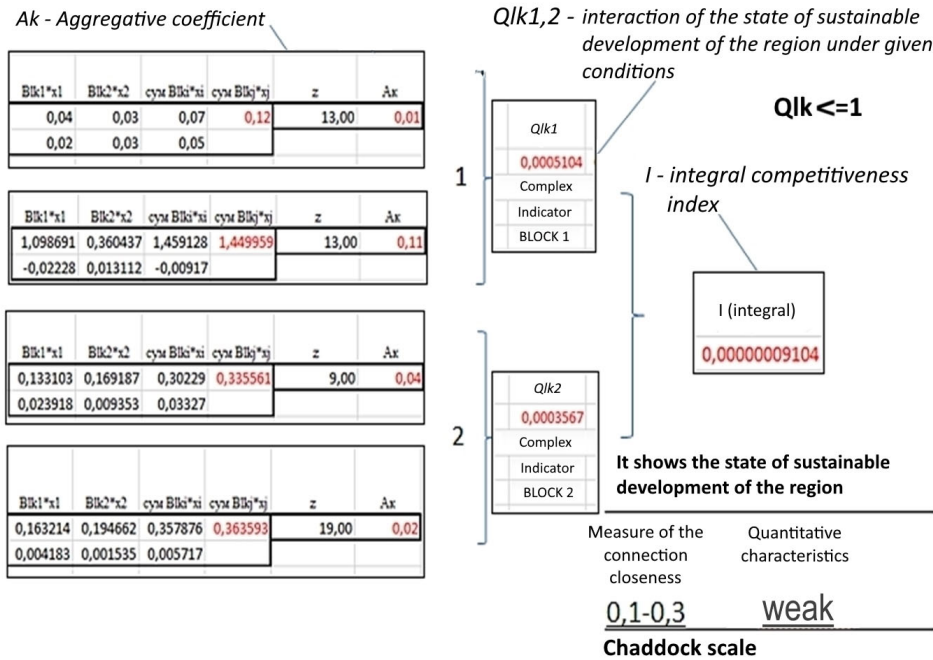 Ak - Aggregative coefficient
Blk1*x1 Blk2*x2 сум Blki*xi сум Blkj*xj z Ак
0,04 0,03 0,07 0,12 13,00 0,01
0,02 0,03 0,05
Blk1*x1 Blk2*x2 сум Blki*xi сум Blkj*xj z Ак
1,098691 0,360437 1,459128 1,449959 13,00 0,11
-0,02228 0,013112 -0,00917
Blk1*x1 Blk2*x2 сум Blki*xi сум Blkj*xj z Ак
0,133103 0,169187 0,30229 0,335561 9,00 0,04
0,023918 0,009353 0,03327
Blk1*x1 Blk2*x2 сум Blki*xi сум Blkj*xj z Ак
0,163214 0,194662 0,357876 0,363593 19,00 0,02
0,004183 0,001535 0,005717
Qlk1,2 - interaction of the state of sustainable
development of the region under given
conditions
Qlk <=1
1
Qlk1
0,0005104
Complex
Indicator
BLOCK 1
2
Qlk2
0,0003567
Complex
Indicator
BLOCK 2
I - integral competitiveness
index
I (integral)
0,00000009104
It shows the state of sustainable
development of the region
Measure of the
connection
closeness
Quantitative
characteristics
0,1-0,3
weak
Chaddock scale